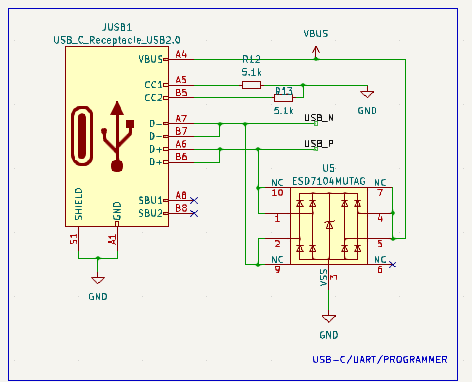 JUSB1
USB_C_Receptacle_USB2.0
VBUS
A4
CC1
A5
CC2
B5
D-
A7
D-
B7
D+
A6
D+
B6
SBU1
A8
SBU2
B8
SHIELD
GND
S1
A1
GND
R12
5.1k
R13
5.1k
VBUS
GND
USB_N
USB_P
U5
ESD7104MUTAG
NC
10
NC
7
1
4
2
5
NC
9
NC
6
VSS
3
GND
USB-C/UART/PROGRAMMER